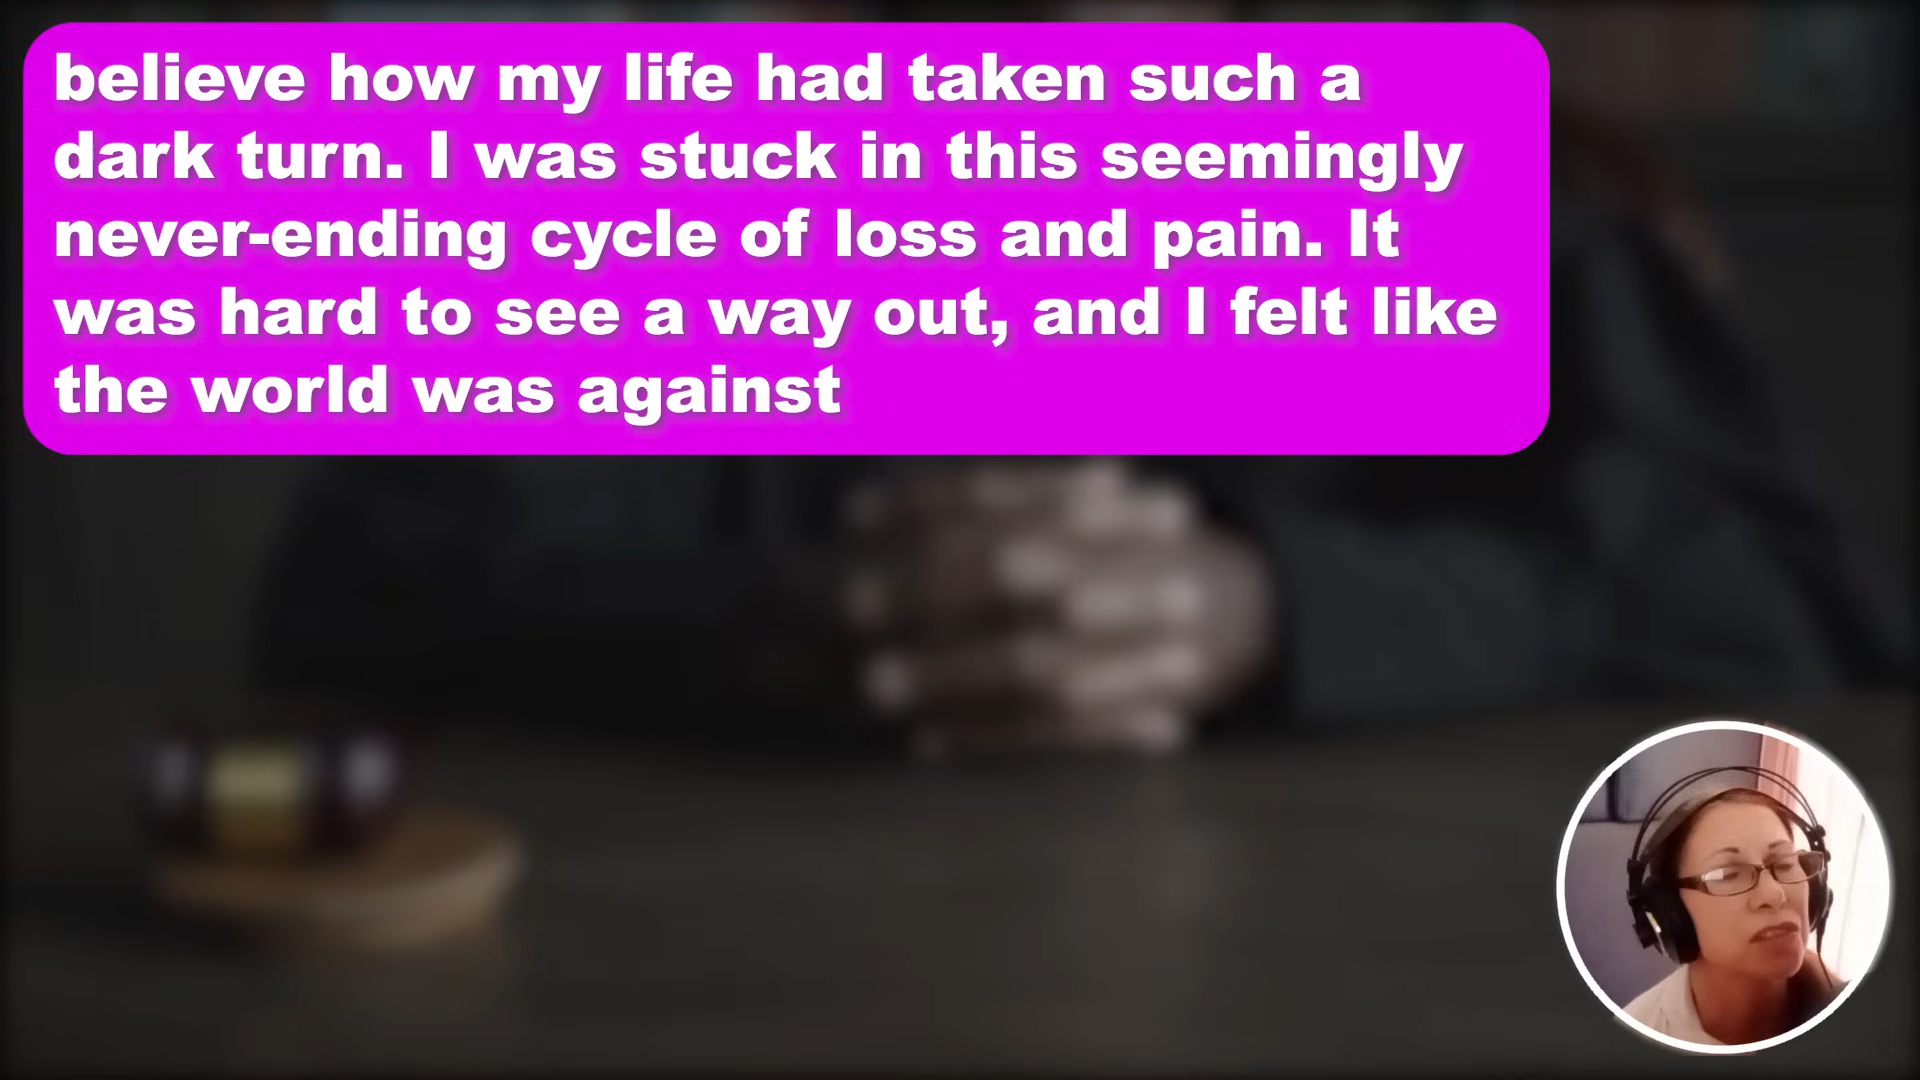 believe how my life had taken such a
dark turn. I was stuck in this seemingly
never-ending cycle of loss and pain. It
was hard to see a way out, and I felt like
the world was against